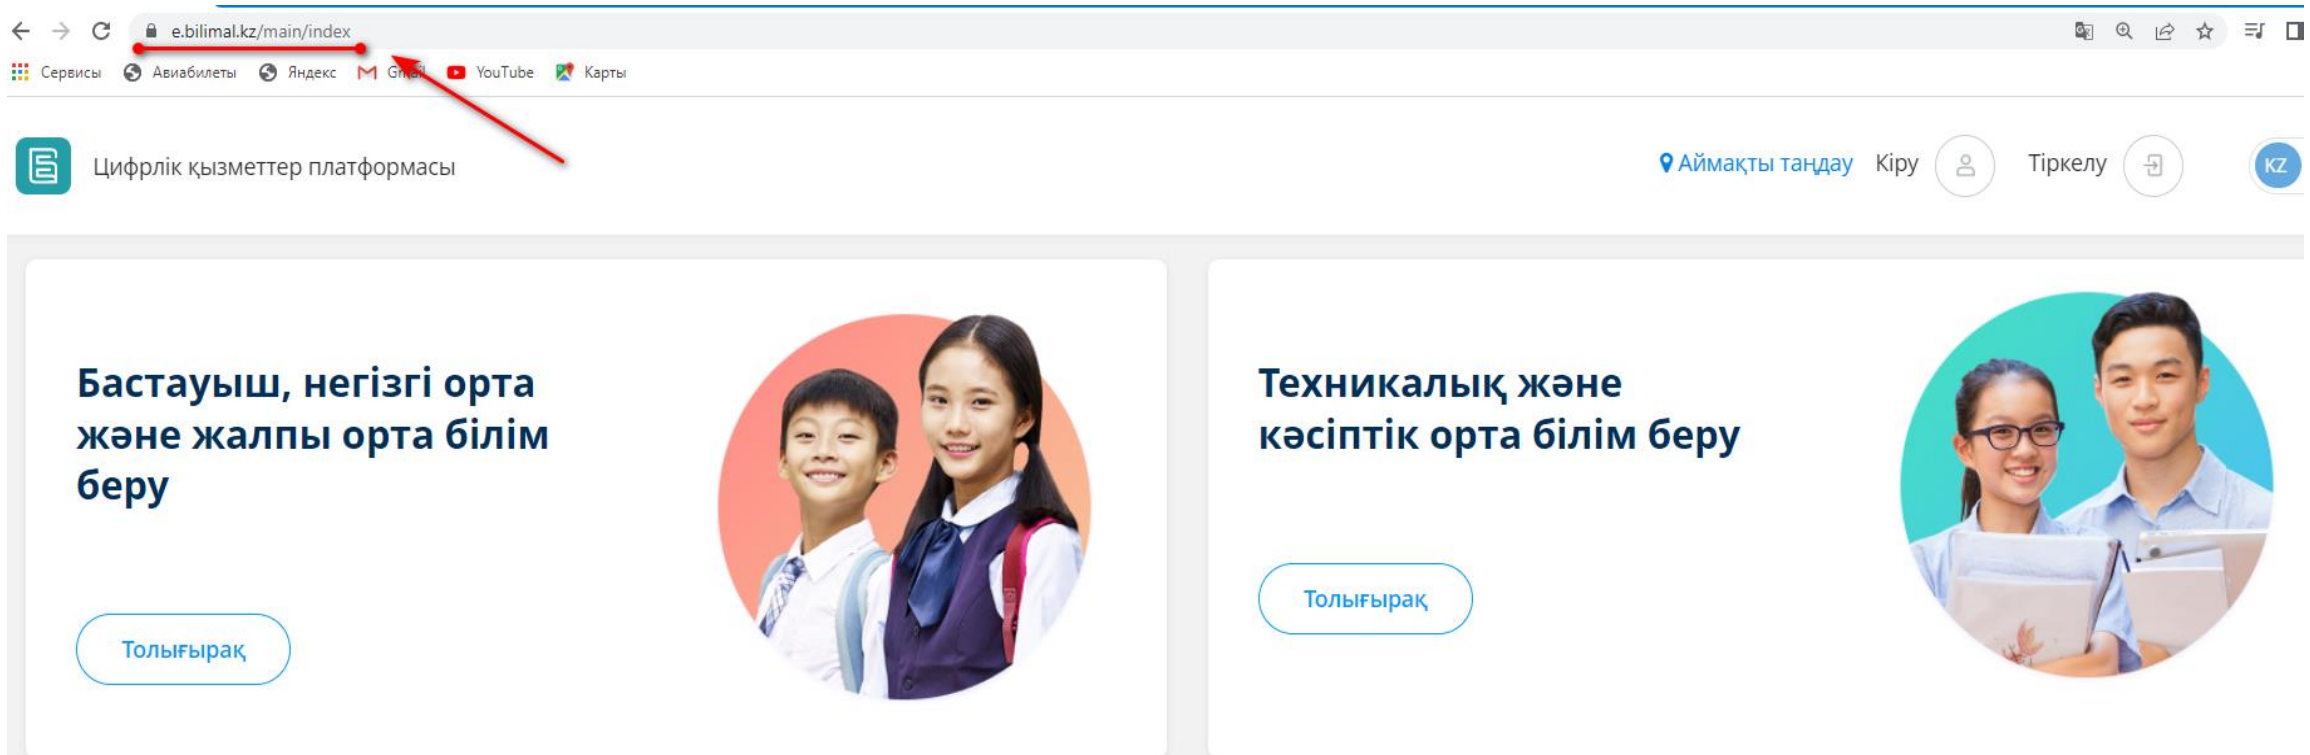 e.bilimal.kz/main/index
Сервисы Авиабилеты Яндекс Gmail YouTube Карты
Цифрлік қызметтер платформасы Аймақты таңдау Кіру Тіркелу KZ
Бастауыш, негізгі орта
және жалпы орта білім
беру
Толығырақ
Техникалық және
кәсіптік орта білім беру
Толығырақ